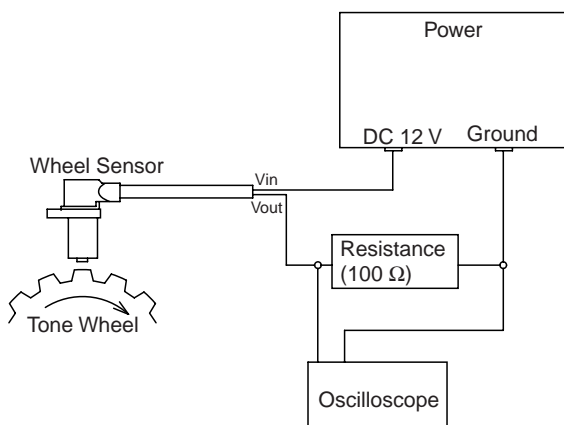 Power
DC 12 V
Ground
Wheel Sensor
Vin
Vout
Resistance
(100 Ω)
Tone Wheel
Oscilloscope